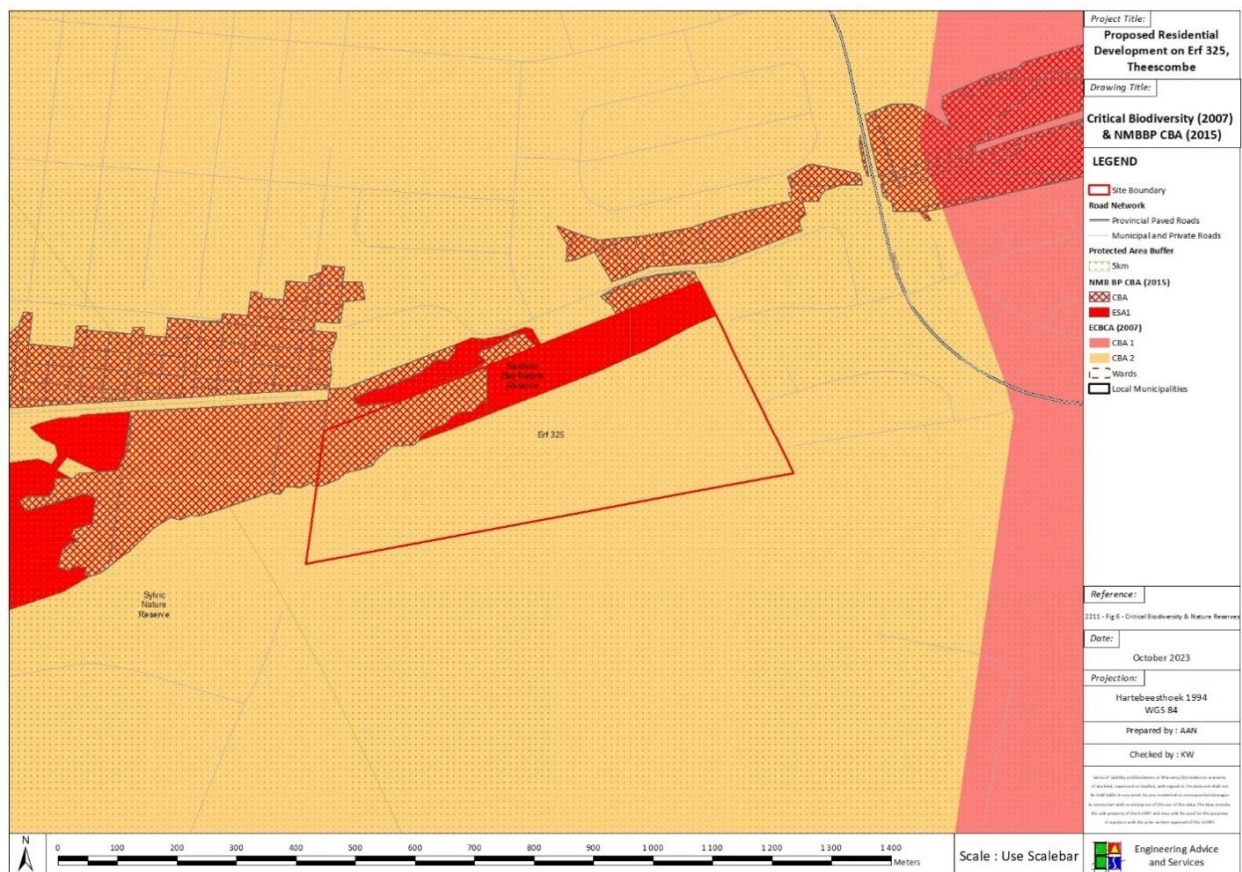 Project Title:
Proposed Residential
Development on Erf 325,
Theescombe
Drawing Title:
Critical Biodiversity (2007)
& NMBBP CBA (2015)
LEGEND
Site Boundary
Road Network
Provincial Paved Roads
Municipal and Private Roads
Protected Area Buffer
5km
NMB BP CBA (2015)
CBA
ESA1
ECBCA (2007)
CBA 1
CBA 2
Wards
Local Municipalities
Bay Nature
Reserve
Erf 325
Sylvic
Nature
Reserve
Reference:
2211 - Fig 6 - Critical Biodiversity & Nature Reserves
Date:
October 2023
Projection:
Hartebeesthoek 1994
WGS 84
Prepared by : AAN
Checked by : KW
N
0 100 200 300 400 500 600 700 800 900 1 000 1 100 1 200 1 300 1 400
Meters
Scale : Use Scalebar
Engineering Advice
and Services